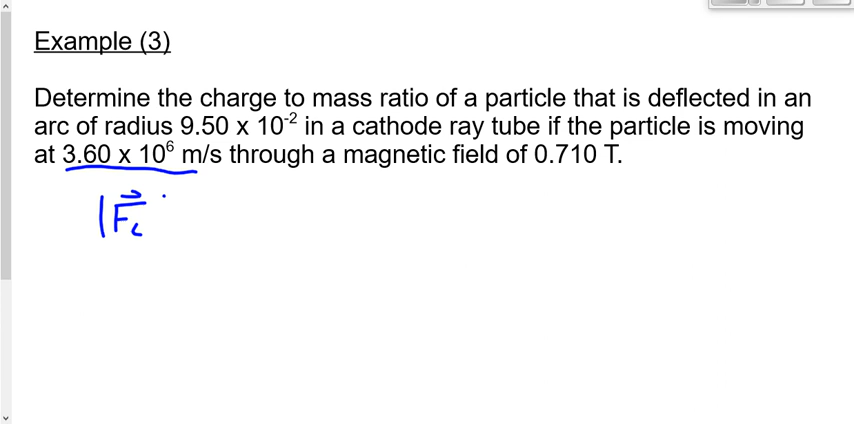 Example (3)
Determine the charge to mass ratio of a particle that is deflected in an
arc of radius 9.50 x 10⁻² in a cathode ray tube if the particle is moving
at 3.60 x 10⁶ m/s through a magnetic field of 0.710 T.
|F⃗c